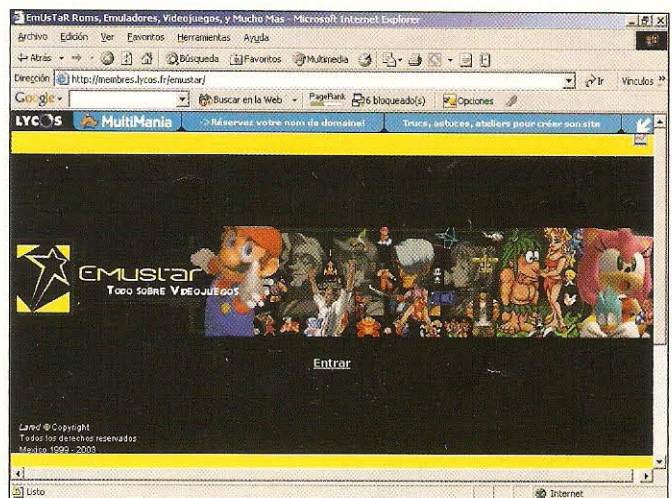 EmUsTaR Roms, Emuladores, Videojuegos, y Mucho Mas - Microsoft Internet Explorer
Archivo Edición Ver Favoritos Herramientas Ayuda
Atrás Búsqueda Favoritos Multimedia
Dirección http://membres.lycos.fr/emustar/ Ir Vínculos »
Google Buscar en la Web PageRank 6 bloqueado(s) Opciones
LYCOS MultiMania ->Réservez votre nom de domaine! Trucs, astuces, ateliers pour créer son site
EMUSTAR
TODO SOBRE VIDEOJUEGOS
Entrar
Land © Copyright
Todos los derechos reservados
Mexico 1999 - 2003
Listo Internet